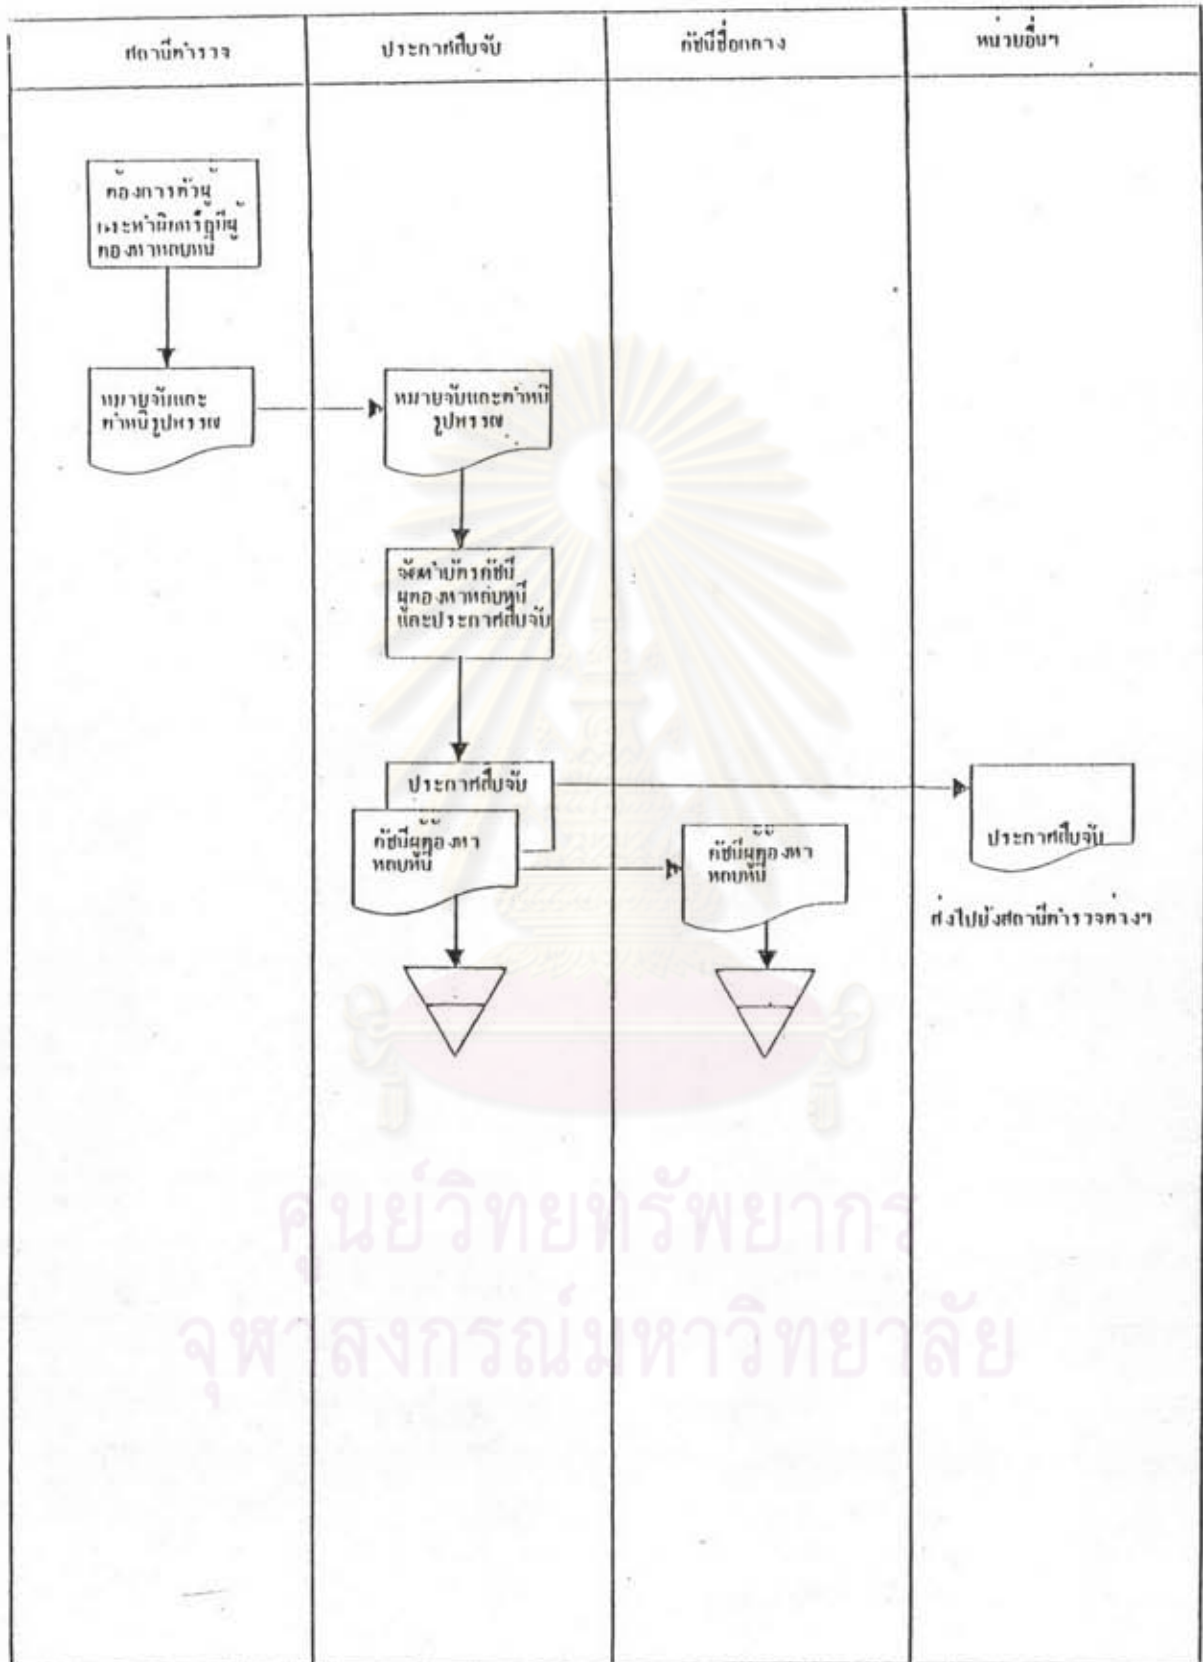 สถานีตำรวจ
ประกาศสืบจับ
ดัชนีชื่อกลาง
หน่วยอื่นๆ
ต้องการตัวผู้
กระทำผิดหรือมีผู้
ต้องหาหลบหนี
หมายจับและ
ตำหนิรูปพรรณ
หมายจับและตำหนิ
รูปพรรณ
จัดทำบัตรดัชนี
ผู้ต้องหาหลบหนี
และประกาศสืบจับ
ประกาศสืบจับ
ดัชนีผู้ต้องหา
หลบหนี
ดัชนีผู้ต้องหา
หลบหนี
ประกาศสืบจับ
ส่งไปยังสถานีตำรวจต่างๆ
ศูนย์วิทยทรัพยากร
จุฬาลงกรณ์มหาวิทยาลัย